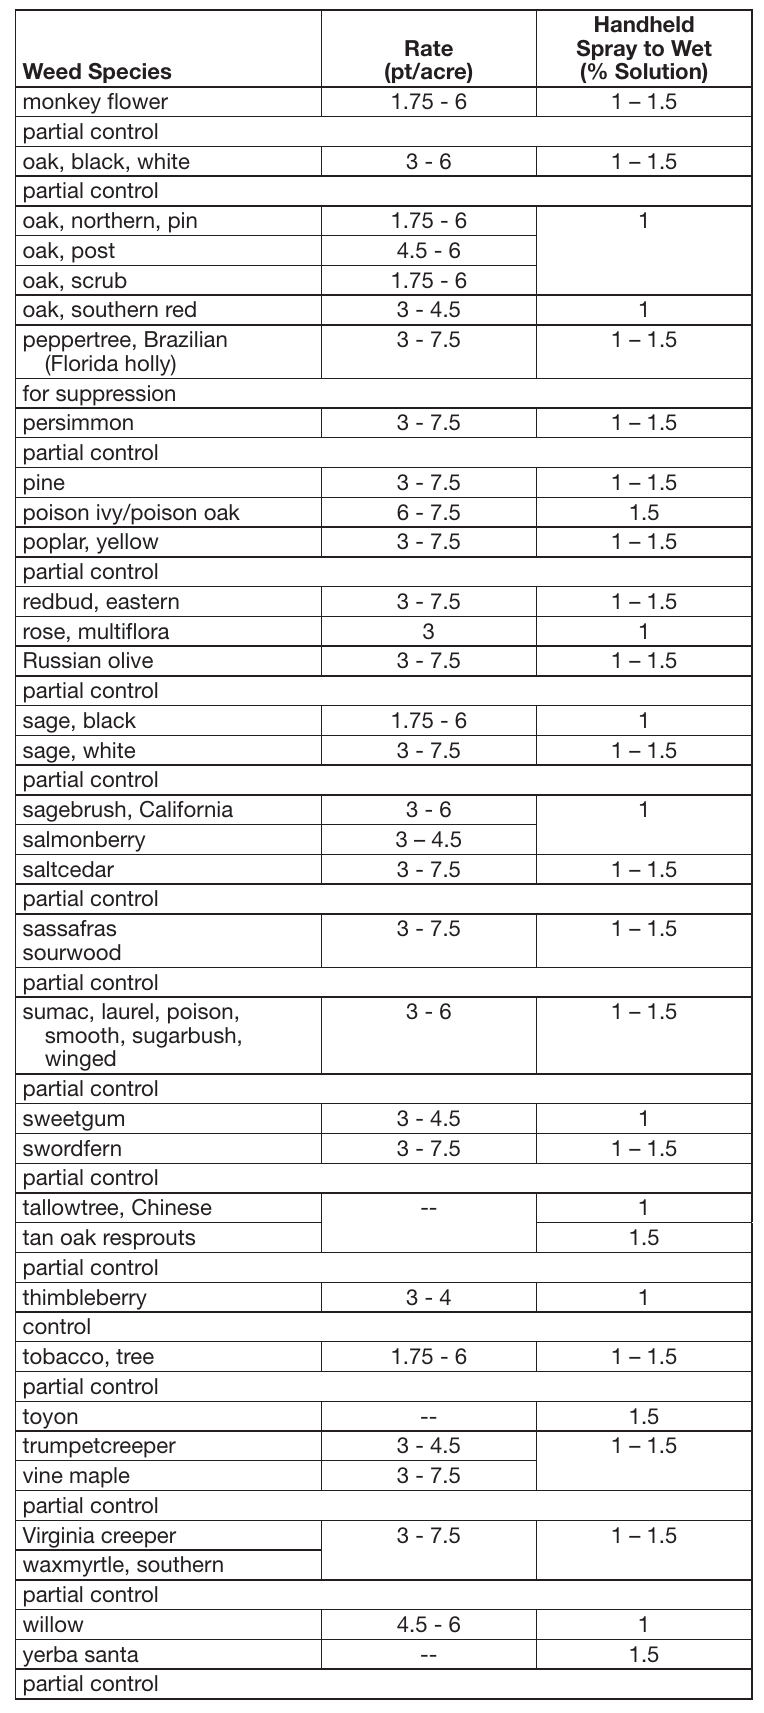 Weed Species Rate (pt/acre) Handheld Spray to Wet (% Solution)
monkey flower 1.75 - 6 1 – 1.5
partial control
oak, black, white 3 - 6 1 – 1.5
partial control
oak, northern, pin 1.75 - 6 1
oak, post 4.5 - 6
oak, scrub 1.75 - 6
oak, southern red 3 - 4.5 1
peppertree, Brazilian 3 - 7.5 1 – 1.5
(Florida holly)
for suppression
persimmon 3 - 7.5 1 – 1.5
partial control
pine 3 - 7.5 1 – 1.5
poison ivy/poison oak 6 - 7.5 1.5
poplar, yellow 3 - 7.5 1 – 1.5
partial control
redbud, eastern 3 - 7.5 1 – 1.5
rose, multiflora 3 1
Russian olive 3 - 7.5 1 – 1.5
partial control
sage, black 1.75 - 6 1
sage, white 3 - 7.5 1 – 1.5
partial control
sagebrush, California 3 - 6 1
salmonberry 3 – 4.5
saltcedar 3 - 7.5 1 – 1.5
partial control
sassafras 3 - 7.5 1 – 1.5
sourwood
partial control
sumac, laurel, poison, 3 - 6 1 – 1.5
smooth, sugarbush,
winged
partial control
sweetgum 3 - 4.5 1
swordfern 3 - 7.5 1 – 1.5
partial control
tallowtree, Chinese -- 1
tan oak resprouts 1.5
partial control
thimbleberry 3 - 4 1
control
tobacco, tree 1.75 - 6 1 – 1.5
partial control
toyon -- 1.5
trumpetcreeper 3 - 4.5 1 – 1.5
vine maple 3 - 7.5
partial control
Virginia creeper 3 - 7.5 1 – 1.5
waxmyrtle, southern
partial control
willow 4.5 - 6 1
yerba santa -- 1.5
partial control